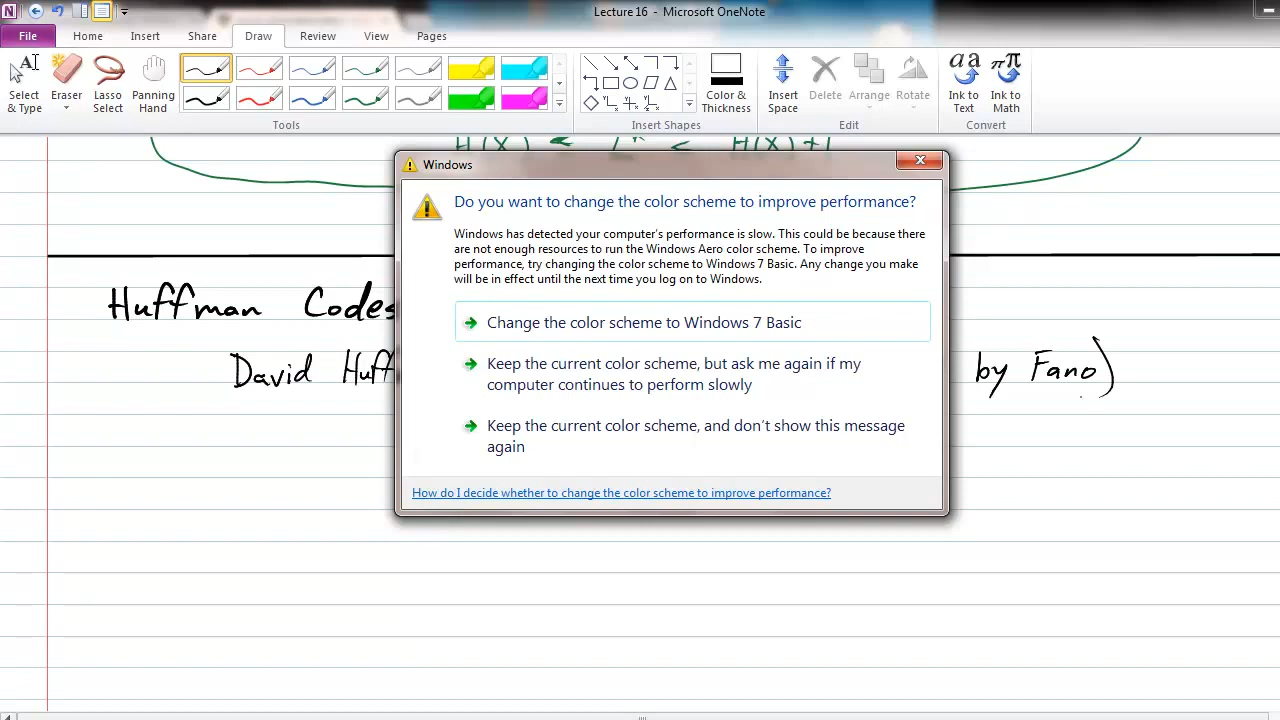 Lecture 16 - Microsoft OneNote
File Home Insert Share Draw Review View Pages
Select & Type
Eraser
Lasso Select
Panning Hand
Color & Thickness
Insert Space
Delete
Arrange
Rotate
Ink to Text
Ink to Math
Tools
Insert Shapes
Edit
Convert
H(X) ≤ L* < H(X)+1
Windows
Do you want to change the color scheme to improve performance?
Windows has detected your computer's performance is slow. This could be because there
are not enough resources to run the Windows Aero color scheme. To improve
performance, try changing the color scheme to Windows 7 Basic. Any change you make
will be in effect until the next time you log on to Windows.
Change the color scheme to Windows 7 Basic
Keep the current color scheme, but ask me again if my
computer continues to perform slowly
Keep the current color scheme, and don't show this message
again
How do I decide whether to change the color scheme to improve performance?
Huffman Codes
David Huff
by Fano)